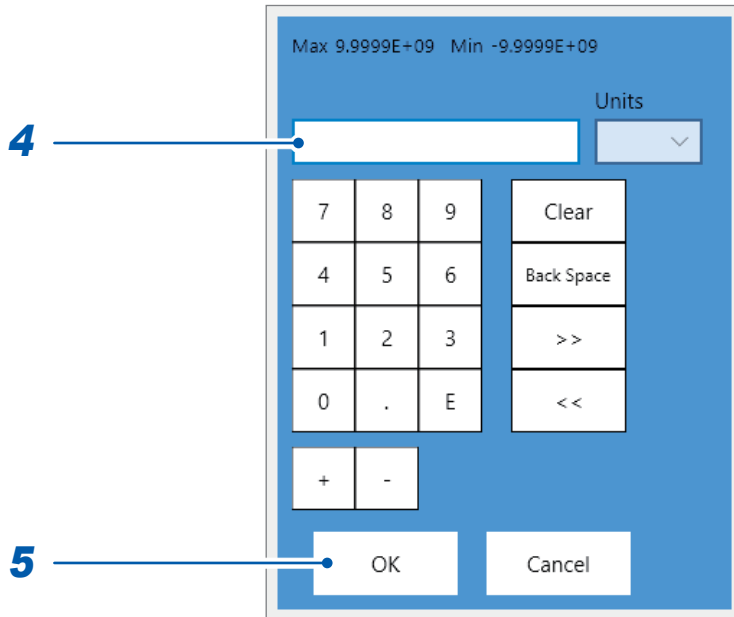 Max 9.9999E+09 Min -9.9999E+09
Units
4
7 8 9 Clear
4 5 6 Back Space
1 2 3 >>
0 . E <<
+ -
5
OK Cancel